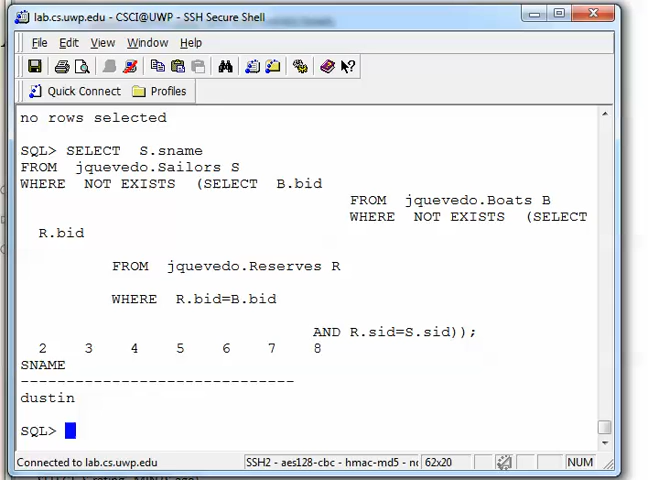 lab.cs.uwp.edu - CSCI@UWP - SSH Secure Shell
File Edit View Window Help
Quick Connect Profiles
no rows selected
SQL> SELECT S.sname
FROM jquevedo.Sailors S
WHERE NOT EXISTS (SELECT B.bid
FROM jquevedo.Boats B
WHERE NOT EXISTS (SELECT
R.bid
FROM jquevedo.Reserves R
WHERE R.bid=B.bid
AND R.sid=S.sid));
2 3 4 5 6 7 8
SNAME
------------------------------
dustin
SQL>
Connected to lab.cs.uwp.edu SSH2 - aes128-cbc - hmac-md5 - nc 62x20 NUM